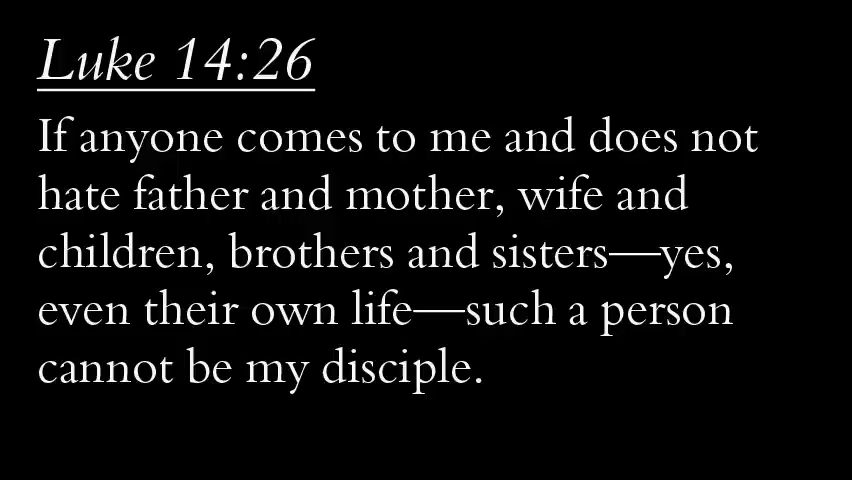 Luke 14:26
If anyone comes to me and does not
hate father and mother, wife and
children, brothers and sisters—yes,
even their own life—such a person
cannot be my disciple.